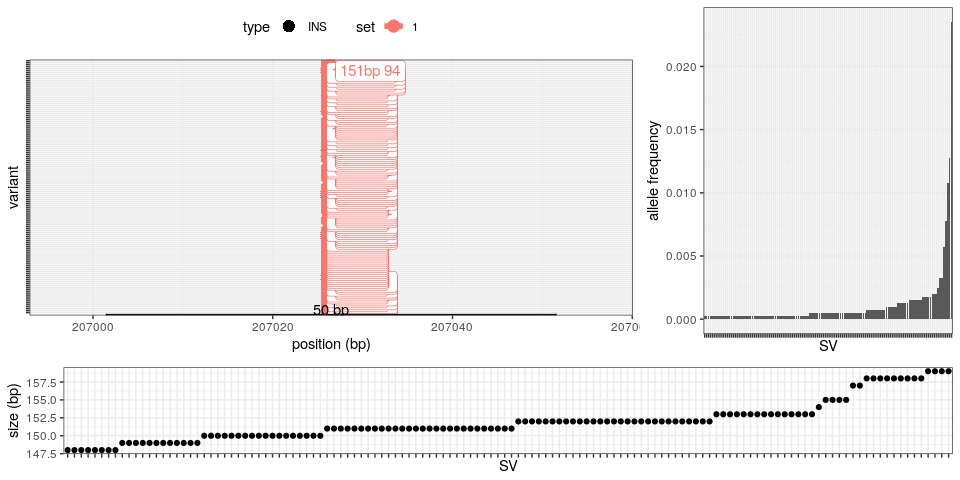 type INS set 1
151bp 94
variant
50 bp
207000 207020 207040 2070
position (bp)
allele frequency
0.020
0.015
0.010
0.005
0.000
SV
size (bp)
157.5
155.0
152.5
150.0
147.5
SV